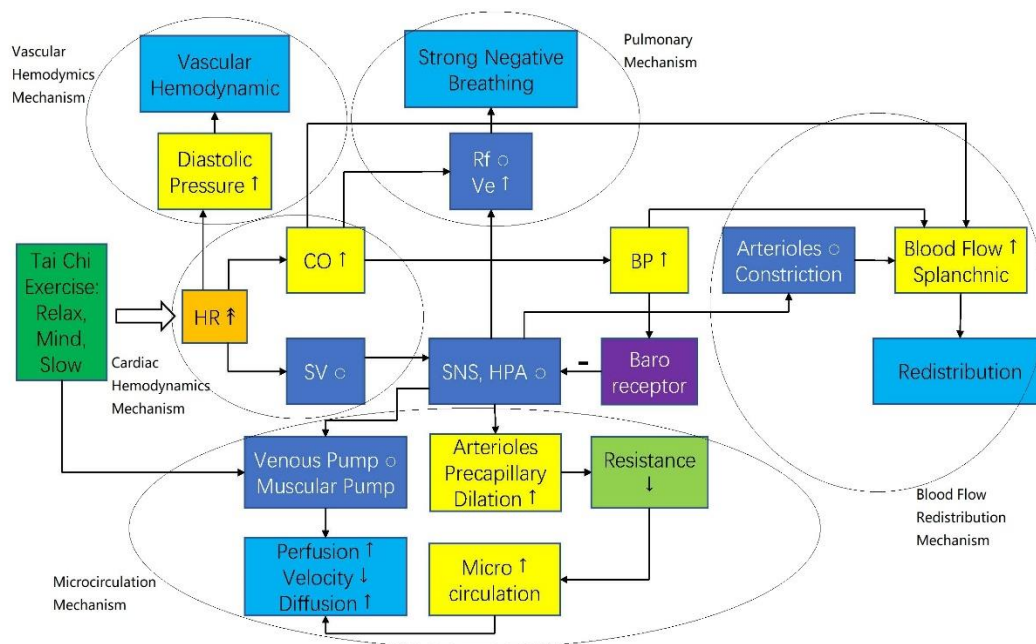 Vascular
Hemodymics
Mechanism
Vascular
Hemodynamic
Diastolic
Pressure ↑
Strong Negative
Breathing
Pulmonary
Mechanism
Rf ○
Ve ↑
Tai Chi
Exercise:
Relax,
Mind,
Slow
HR ⇞
CO ↑
SV ○
Cardiac
Hemodynamics
Mechanism
BP ↑
SNS, HPA ○
-
Baro
receptor
Arterioles ○
Constriction
Blood Flow ↑
Splanchnic
Redistribution
Blood Flow
Redistribution
Mechanism
Venous Pump ○
Muscular Pump
Arterioles
Precapillary
Dilation ↑
Resistance
↓
Perfusion ↑
Velocity ↓
Diffusion ↑
Micro ↑
circulation
Microcirculation
Mechanism